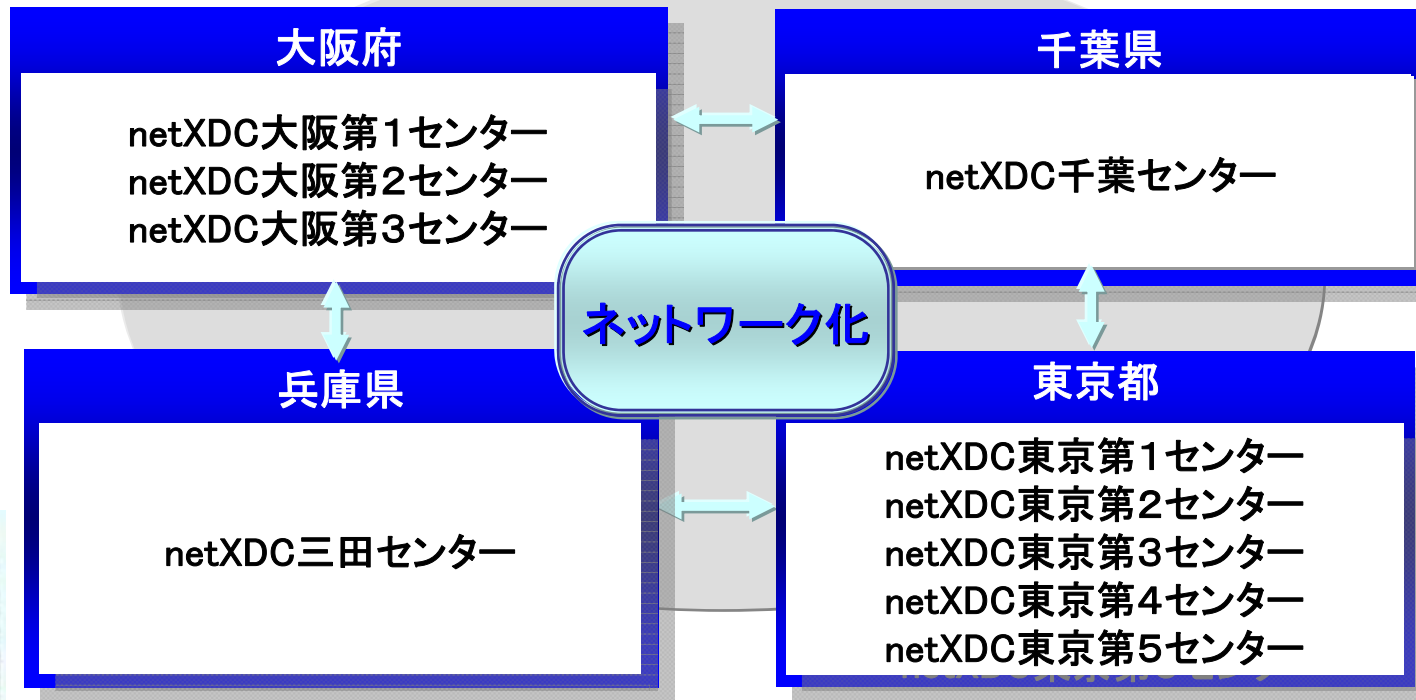 大阪府
netXDC大阪第１センター
netXDC大阪第２センター
netXDC大阪第３センター
千葉県
netXDC千葉センター
ネットワーク化
兵庫県
netXDC三田センター
東京都
netXDC東京第１センター
netXDC東京第２センター
netXDC東京第３センター
netXDC東京第４センター
netXDC東京第５センター